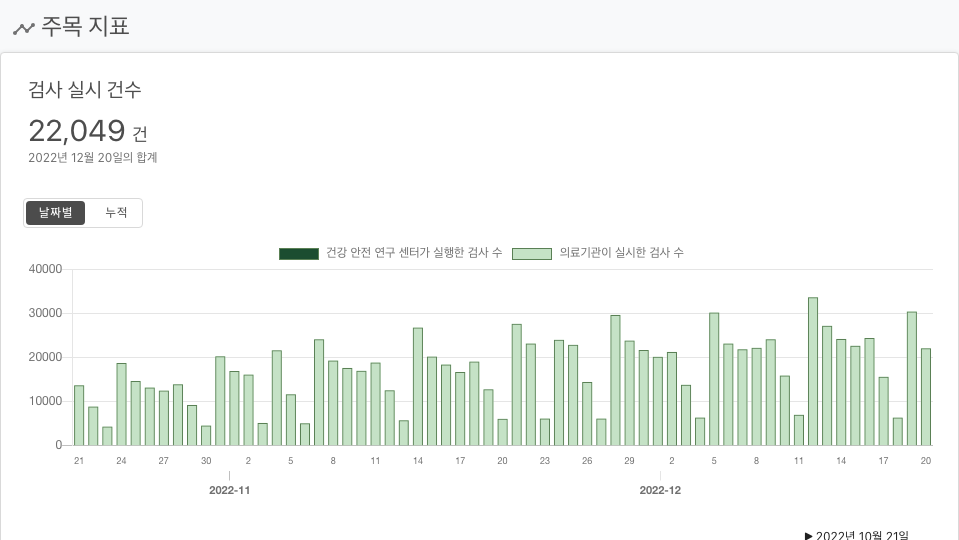 주목 지표
검사 실시 건수
22,049 건
2022년 12월 20일의 합계
날짜별 누적
건강 안전 연구 센터가 실행한 검사 수 의료기관이 실시한 검사 수
40000
30000
20000
10000
0
21 24 27 30 2 5 8 11 14 17 20 23 26 29 2 5 8 11 14 17 20
2022-11 2022-12
▶ 2022년 10월 21일